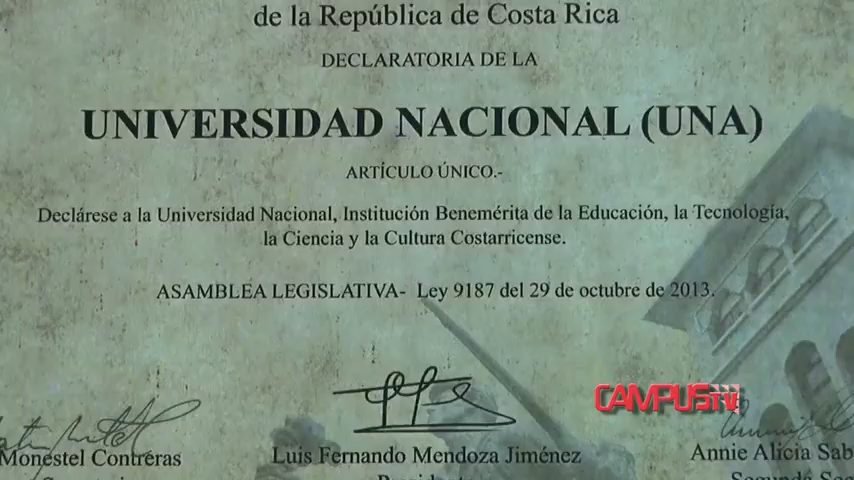 de la República de Costa Rica
DECLARATORIA DE LA
UNIVERSIDAD NACIONAL (UNA)
ARTÍCULO ÚNICO.-
Declárese a la Universidad Nacional, Institución Benemérita de la Educación, la Tecnología,
la Ciencia y la Cultura Costarricense.
ASAMBLEA LEGISLATIVA- Ley 9187 del 29 de octubre de 2013.
CAMPUSTV
Monestel Contreras
Luis Fernando Mendoza Jiménez
Annie Alicia Sab